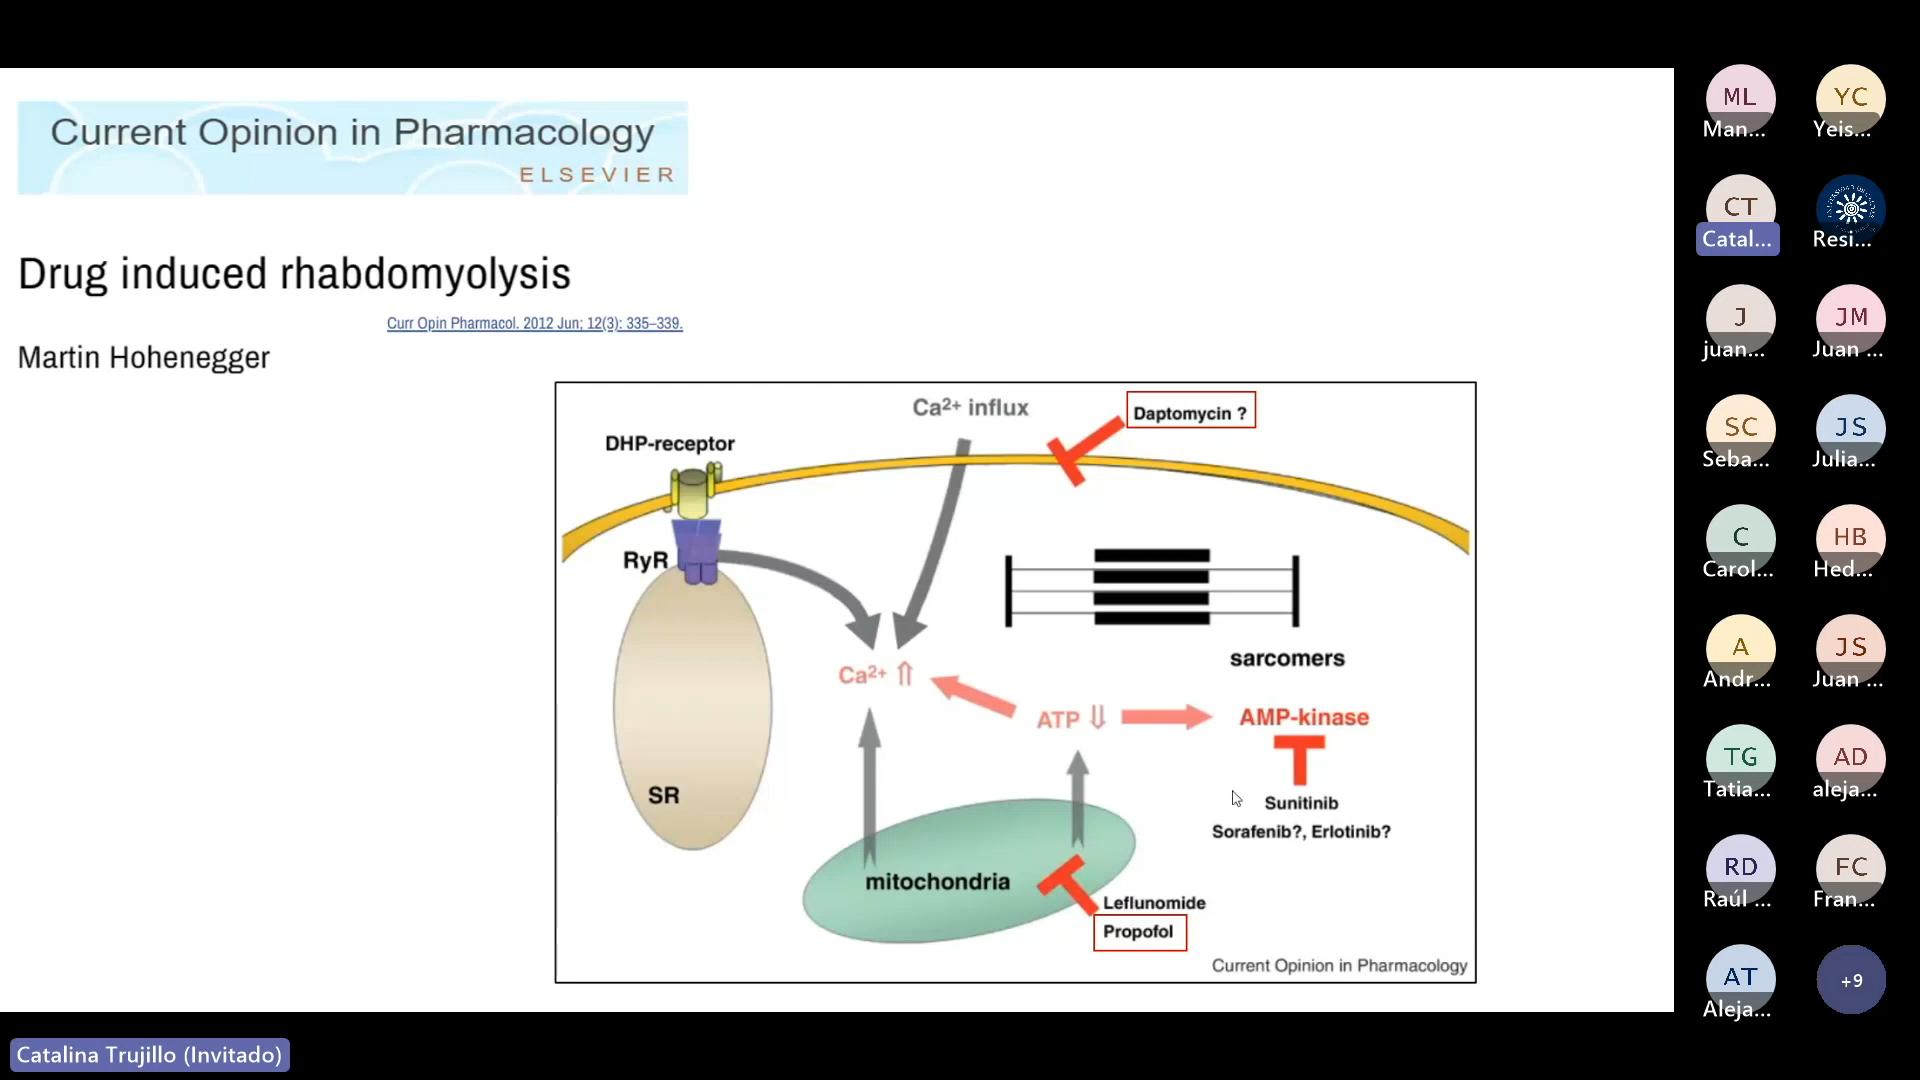 Current Opinion in Pharmacology
ELSEVIER
Drug induced rhabdomyolysis
Curr Opin Pharmacol. 2012 Jun; 12(3): 335–339.
Martin Hohenegger
Ca2+ influx
Daptomycin ?
DHP-receptor
RyR
sarcomers
Ca2+ ⇑
ATP ⇓
AMP-kinase
SR
Sunitinib
Sorafenib?, Erlotinib?
mitochondria
Leflunomide
Propofol
Current Opinion in Pharmacology
ML
Man...
YC
Yeis...
CT
Catal...
Resi...
J
juan...
JM
Juan ...
SC
Seba...
JS
Julia...
C
Carol...
HB
Hed...
A
Andr...
JS
Juan ...
TG
Tatia...
AD
aleja...
RD
Raúl ...
FC
Fran...
AT
Aleja...
+9
Catalina Trujillo (Invitado)